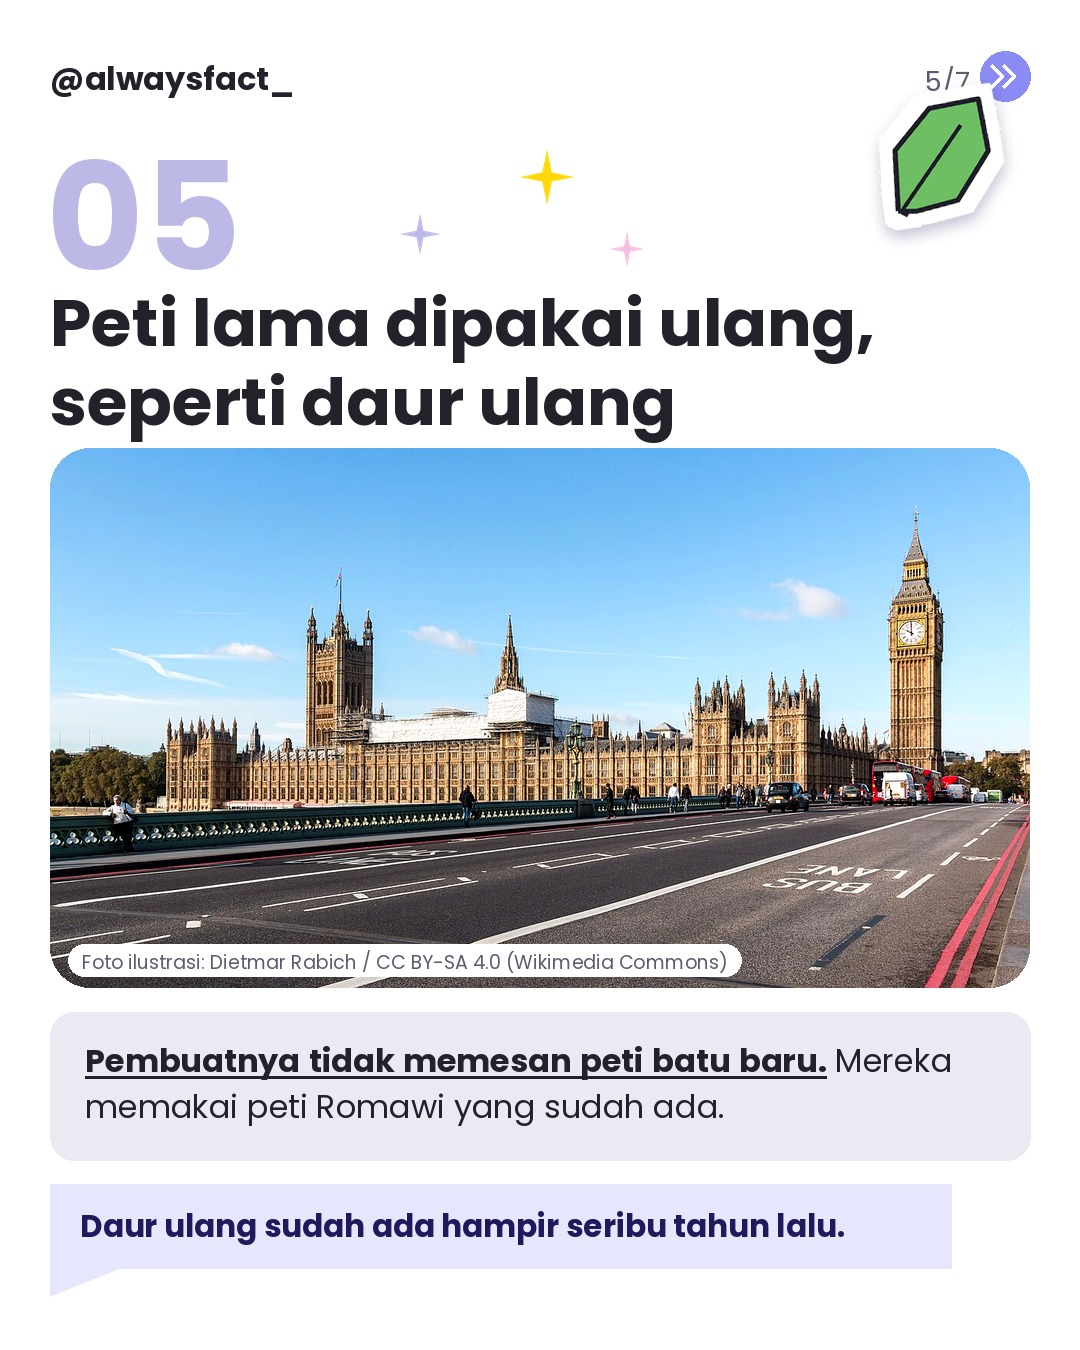 @alwaysfact_
5/7
05
Peti lama dipakai ulang,
seperti daur ulang
BUS
LANE
Foto ilustrasi: Dietmar Rabich / CC BY-SA 4.0 (Wikimedia Commons)
Pembuatnya tidak memesan peti batu baru. Mereka
memakai peti Romawi yang sudah ada.
Daur ulang sudah ada hampir seribu tahun lalu.